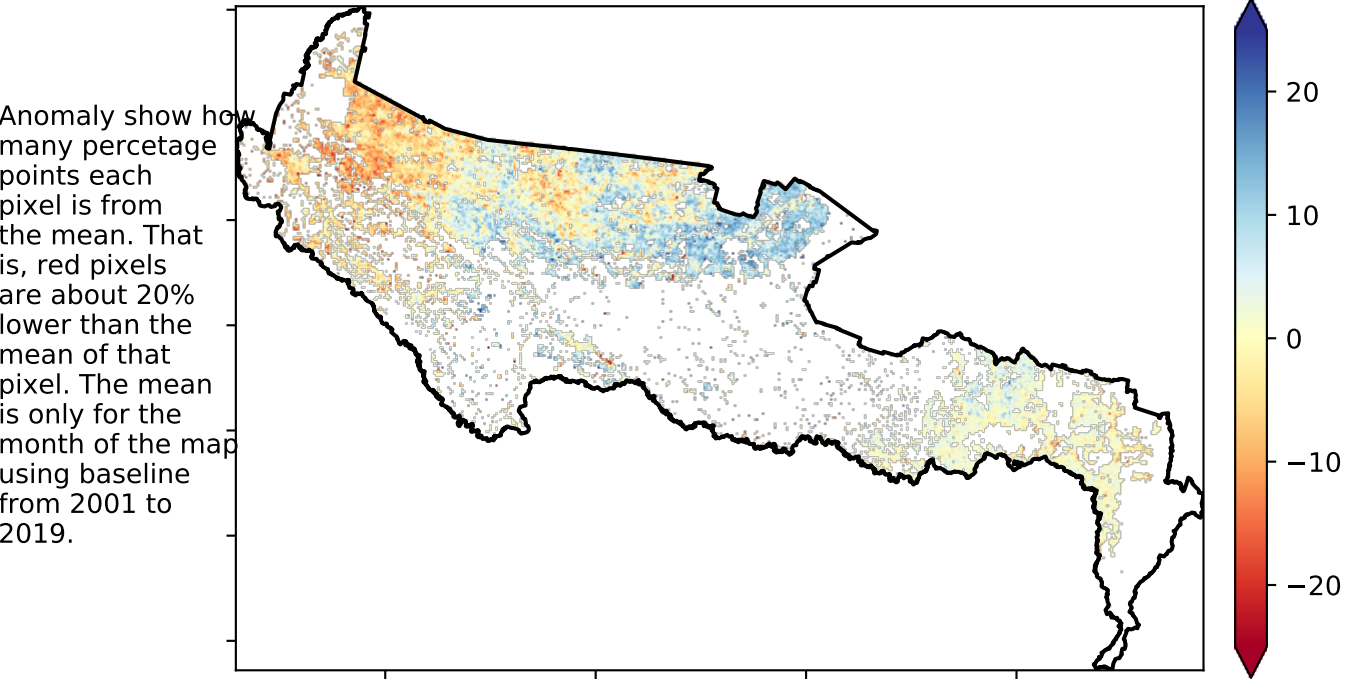 Anomaly show how
many percetage
points each
pixel is from
the mean. That
is, red pixels
are about 20%
lower than the
mean of that
pixel. The mean
is only for the
month of the map
using baseline
from 2001 to
2019.
20
10
0
−10
−20